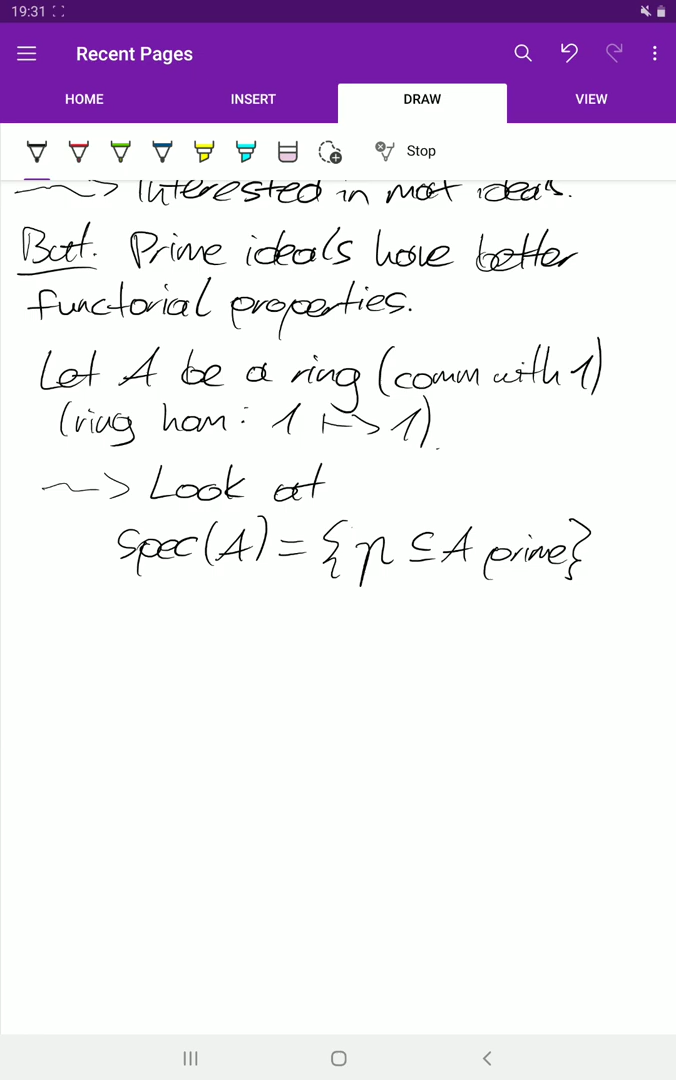 19:31
Recent Pages
HOME INSERT DRAW VIEW
Stop
~~> Interested in max ideals.
But. Prime ideals have better
functorial properties.
Let A be a ring (comm with 1)
(ring hom: 1 ↦ 1).
~~> Look at
Spec(A) = {p ⊆ A prime}